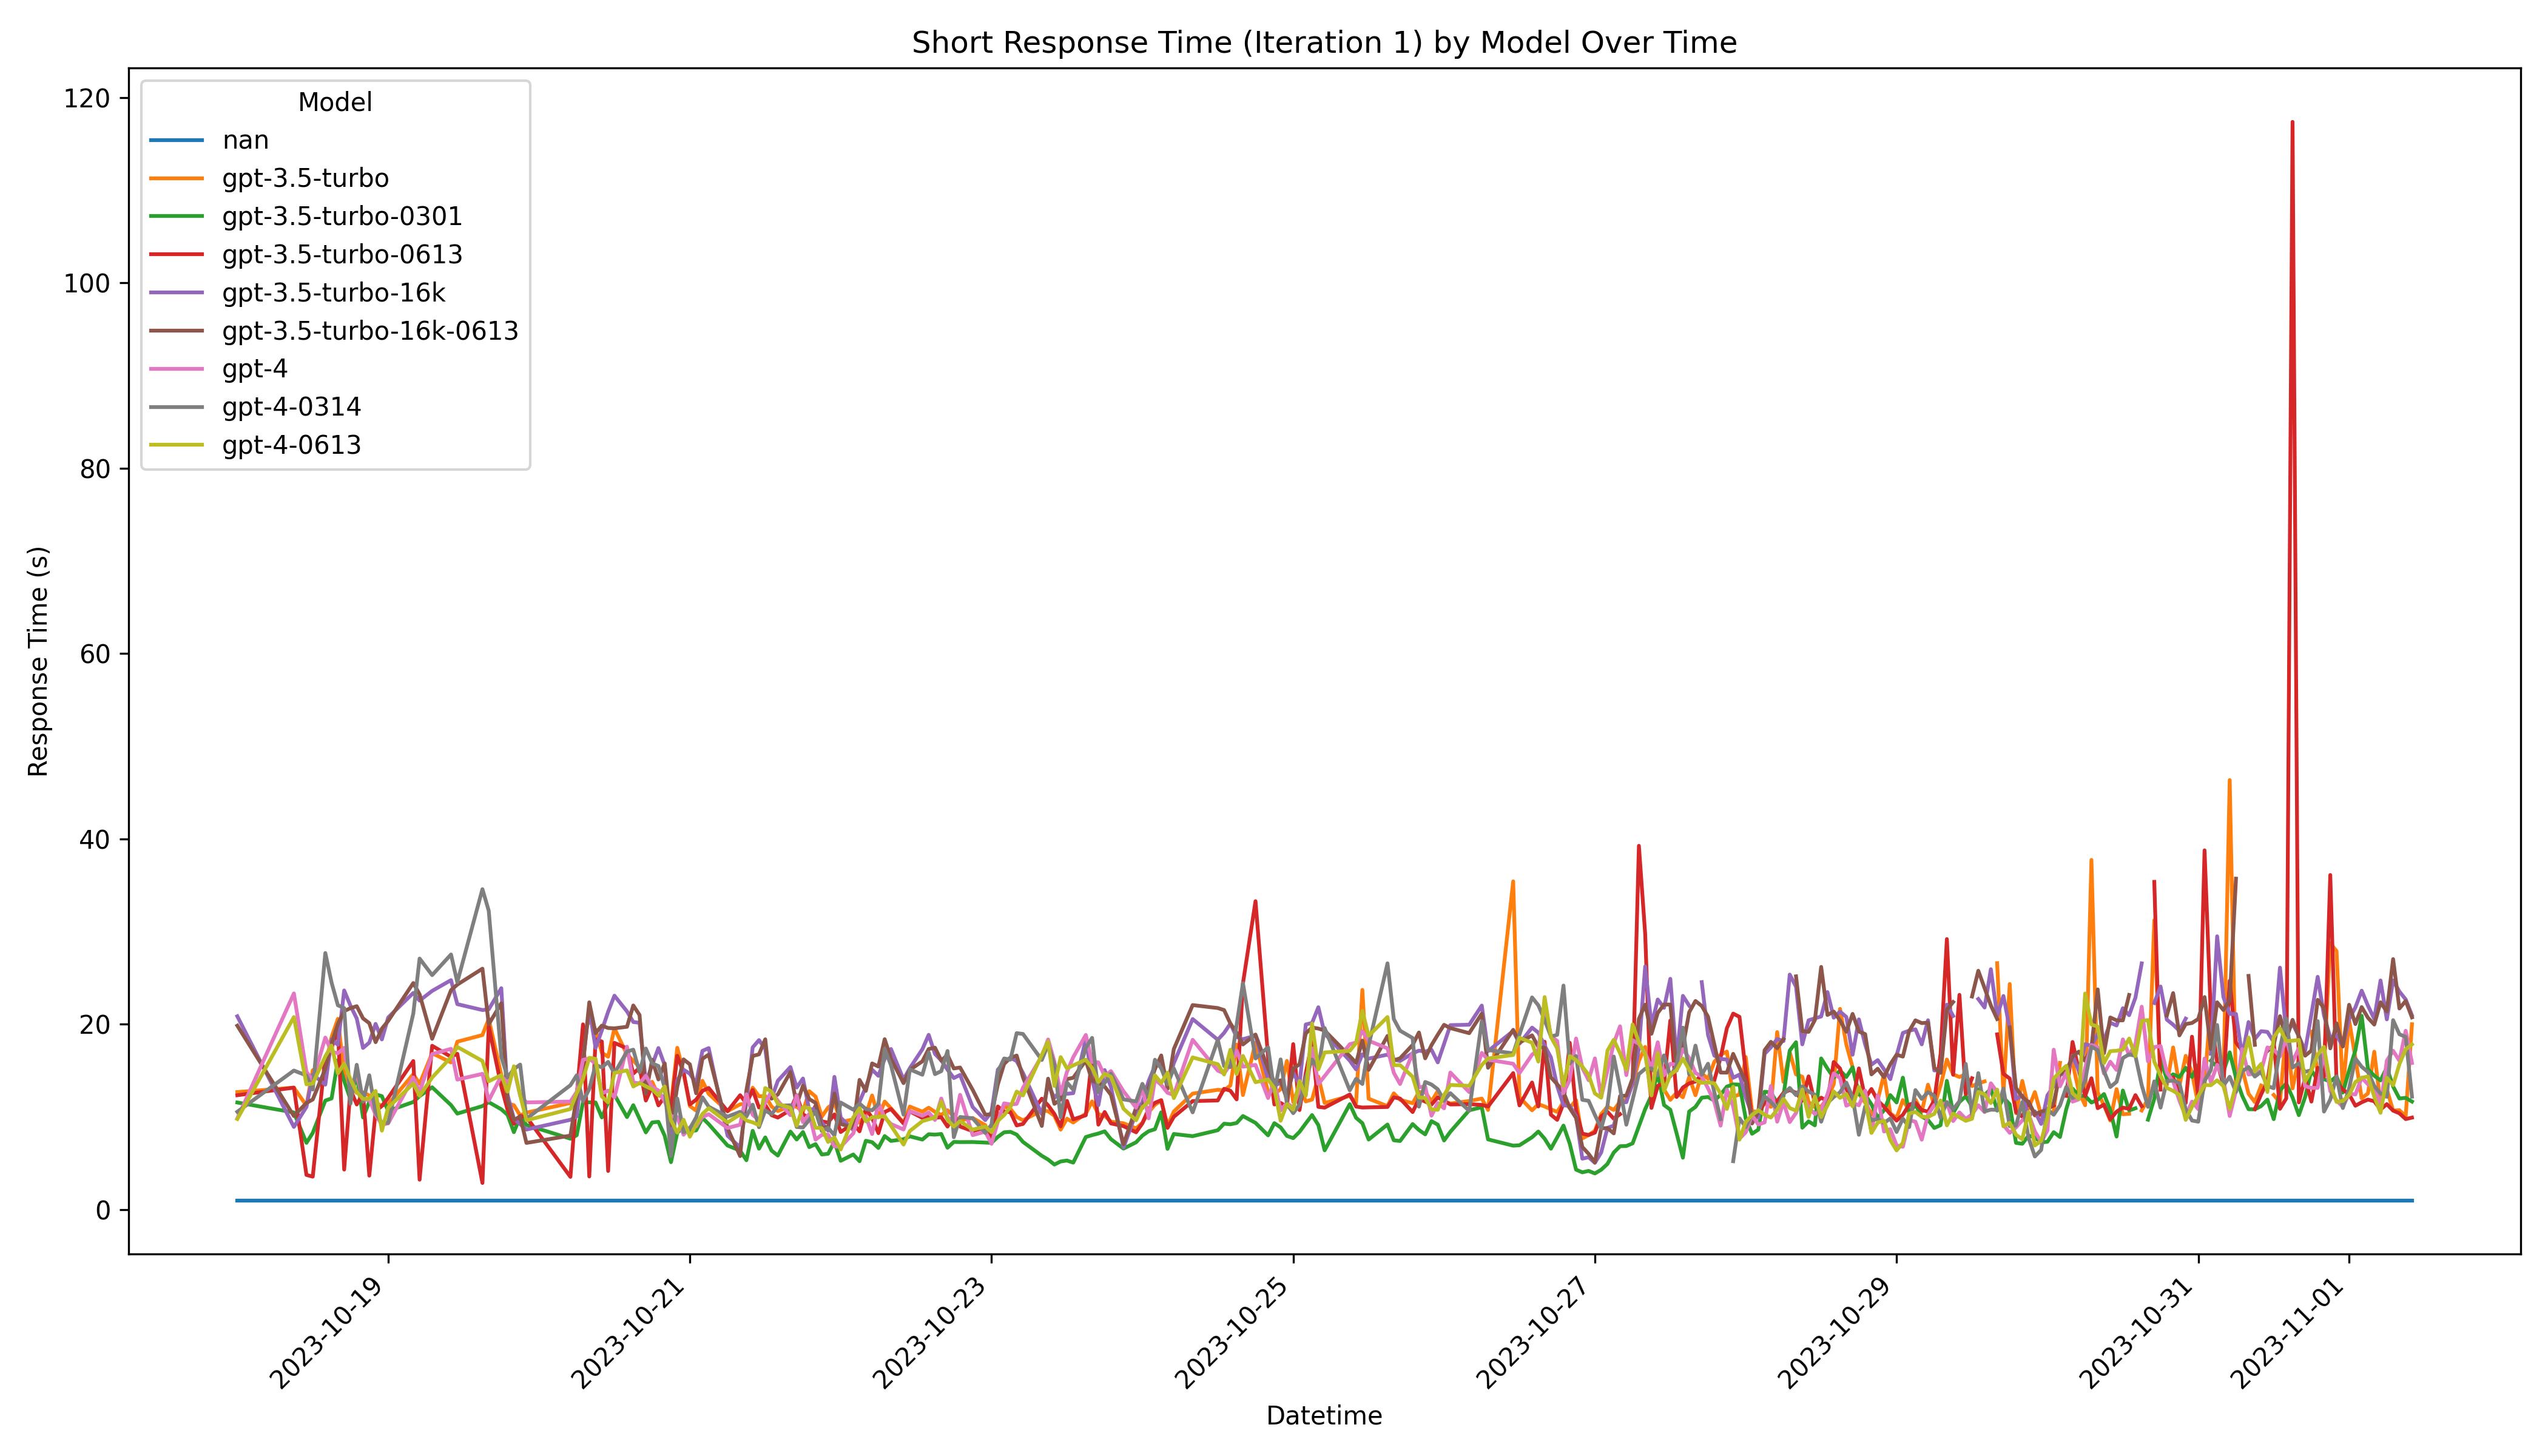 Short Response Time (Iteration 1) by Model Over Time
Model
nan
gpt-3.5-turbo
gpt-3.5-turbo-0301
gpt-3.5-turbo-0613
gpt-3.5-turbo-16k
gpt-3.5-turbo-16k-0613
gpt-4
gpt-4-0314
gpt-4-0613
Response Time (s)
120
100
80
60
40
20
0
2023-10-19
2023-10-21
2023-10-23
2023-10-25
2023-10-27
2023-10-29
2023-10-31
2023-11-01
Datetime